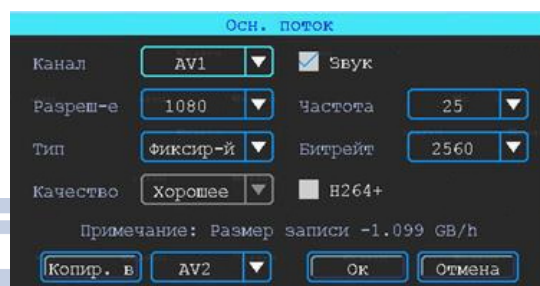 Осн. поток
Канал AV1 Звук
Разреш-е 1080 Частота 25
Тип Фиксир-й Битрейт 2560
Качество Хорошее H264+
Примечание: Размер записи -1.099 GB/h
Копир. в AV2 Ок Отмена